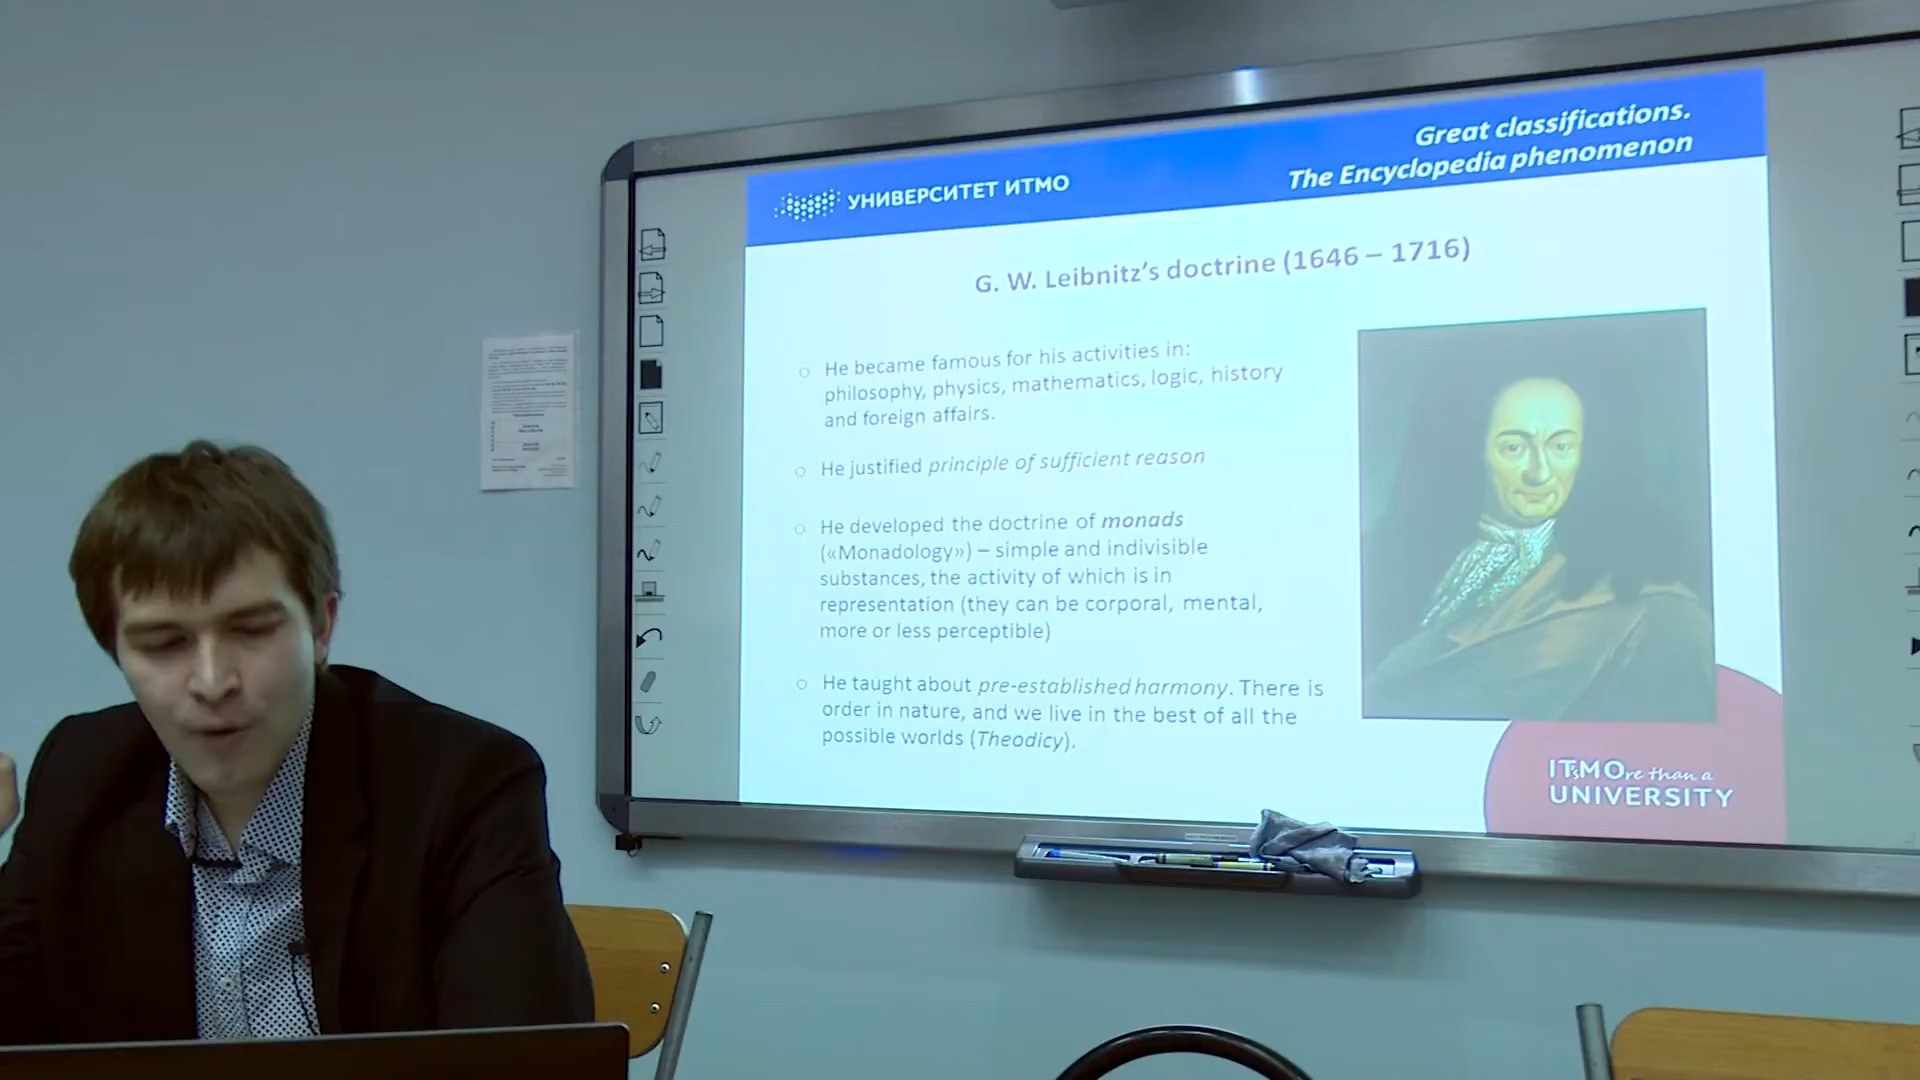 Great classifications.
The Encyclopedia phenomenon
УНИВЕРСИТЕТ ИТМО
G. W. Leibnitz's doctrine (1646 – 1716)
He became famous for his activities in:
philosophy, physics, mathematics, logic, history
and foreign affairs.
He justified principle of sufficient reason
He developed the doctrine of monads
(«Monadology») – simple and indivisible
substances, the activity of which is in
representation (they can be corporal, mental,
more or less perceptible)
He taught about pre-established harmony. There is
order in nature, and we live in the best of all the
possible worlds (Theodicy).
IT'sMOre than a
UNIVERSITY